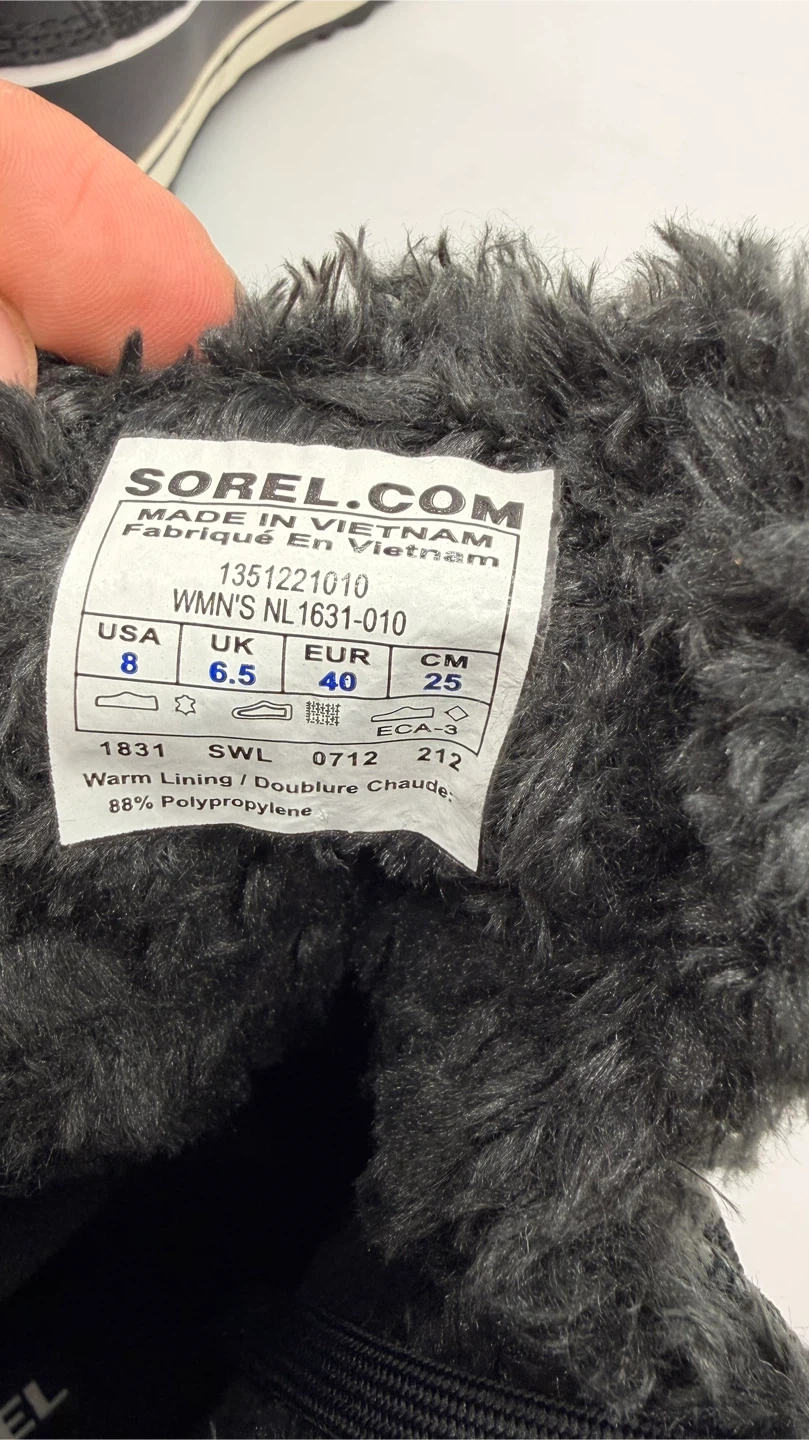 SOREL.COM
MADE IN VIETNAM
Fabriqué En Vietnam
1351221010
WMN'S NL1631-010
USA UK EUR CM
8 6.5 40 25
ECA-3
1831 SWL 0712 212
Warm Lining / Doublure Chaude:
88% Polypropylene
EL